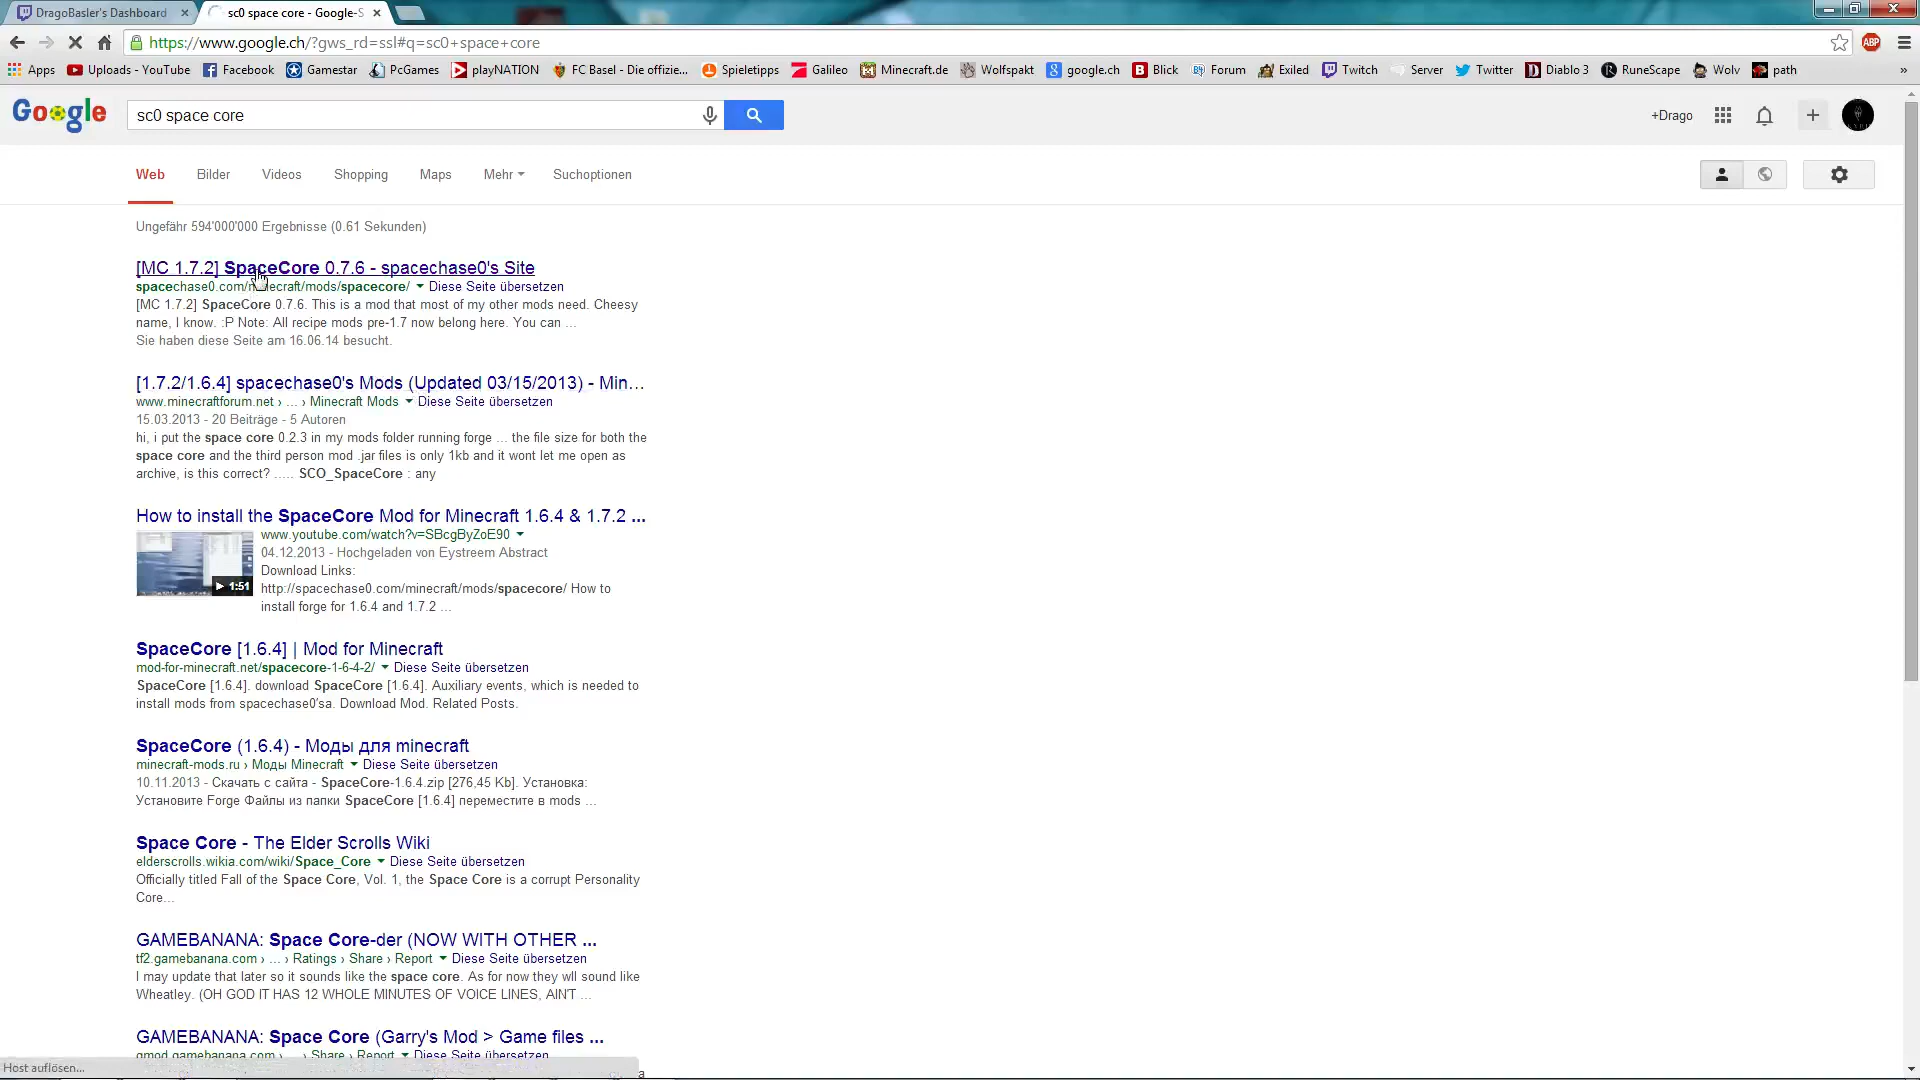 DragoBasler's Dashboard
sc0 space core - Google-S
https://www.google.ch/?gws_rd=ssl#q=sc0+space+core
ABP
Apps Uploads - YouTube Facebook Gamestar PcGames playNATION FC Basel - Die offizie... Spieletipps Galileo Minecraft.de Wolfspakt google.ch Blick Forum Exiled Twitch Server Twitter Diablo 3 RuneScape Wolv path »
Google
sc0 space core
+Drago
Web Bilder Videos Shopping Maps Mehr Suchoptionen
Ungefähr 594'000'000 Ergebnisse (0.61 Sekunden)
[MC 1.7.2] SpaceCore 0.7.6 - spacechase0's Site
spacechase0.com/minecraft/mods/spacecore/ Diese Seite übersetzen
[MC 1.7.2] SpaceCore 0.7.6. This is a mod that most of my other mods need. Cheesy
name, I know. :P Note: All recipe mods pre-1.7 now belong here. You can ...
Sie haben diese Seite am 16.06.14 besucht.
[1.7.2/1.6.4] spacechase0's Mods (Updated 03/15/2013) - Min...
www.minecraftforum.net › ... › Minecraft Mods Diese Seite übersetzen
15.03.2013 - 20 Beiträge - 5 Autoren
hi, i put the space core 0.2.3 in my mods folder running forge ... the file size for both the
space core and the third person mod .jar files is only 1kb and it wont let me open as
archive, is this correct? ..... SCO_SpaceCore : any
How to install the SpaceCore Mod for Minecraft 1.6.4 & 1.7.2 ...
www.youtube.com/watch?v=SBcgByZoE90
04.12.2013 - Hochgeladen von Eystreem Abstract
Download Links:
http://spacechase0.com/minecraft/mods/spacecore/ How to
install forge for 1.6.4 and 1.7.2 ...
1:51
SpaceCore [1.6.4] | Mod for Minecraft
mod-for-minecraft.net/spacecore-1-6-4-2/ Diese Seite übersetzen
SpaceCore [1.6.4]. download SpaceCore [1.6.4]. Auxiliary events, which is needed to
install mods from spacechase0'sa. Download Mod. Related Posts.
SpaceCore (1.6.4) - Моды для minecraft
minecraft-mods.ru › Моды Minecraft Diese Seite übersetzen
10.11.2013 - Скачать с сайта - SpaceCore-1.6.4.zip [276,45 Kb]. Установка:
Установите Forge Файлы из папки SpaceCore [1.6.4] переместите в mods ...
Space Core - The Elder Scrolls Wiki
elderscrolls.wikia.com/wiki/Space_Core Diese Seite übersetzen
Officially titled Fall of the Space Core, Vol. 1, the Space Core is a corrupt Personality
Core...
GAMEBANANA: Space Core-der (NOW WITH OTHER ...
tf2.gamebanana.com › ... › Ratings › Share › Report Diese Seite übersetzen
I may update that later so it sounds like the space core. As for now they wll sound like
Wheatley. (OH GOD IT HAS 12 WHOLE MINUTES OF VOICE LINES, AIN'T ...
GAMEBANANA: Space Core (Garry's Mod > Game files ...
gmod.gamebanana.com › ... › Share › Report Diese Seite übersetzen
Host auflösen...